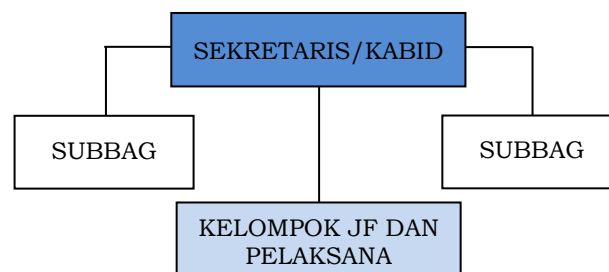 SEKRETARIS/KABID
SUBBAG
SUBBAG
KELOMPOK JF DAN
PELAKSANA